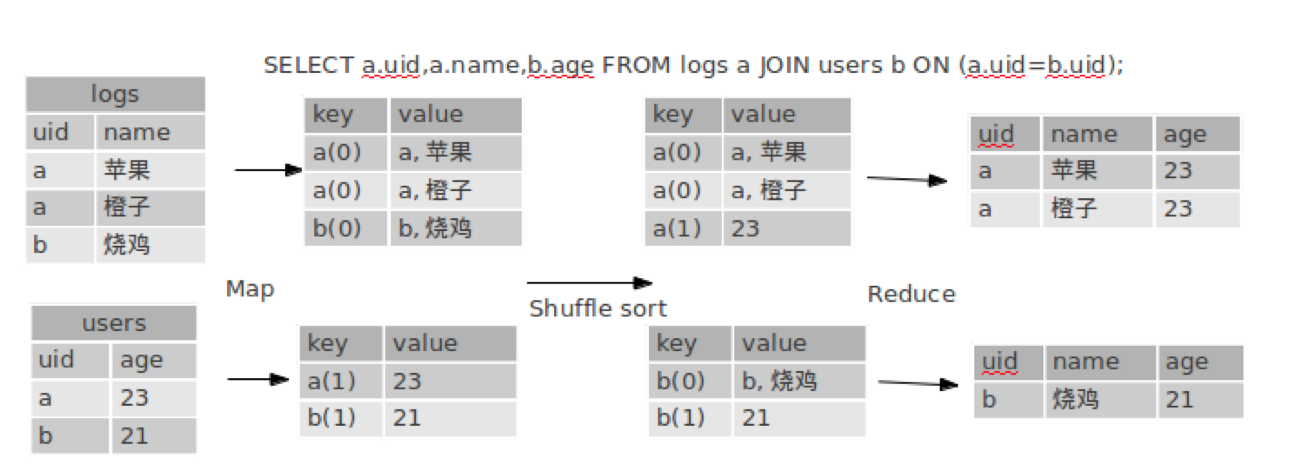 SELECT a.uid,a.name,b.age FROM logs a JOIN users b ON (a.uid=b.uid);
logs
uid name
a 苹果
a 橙子
b 烧鸡
key value
a(0) a, 苹果
a(0) a, 橙子
b(0) b, 烧鸡
key value
a(0) a, 苹果
a(0) a, 橙子
a(1) 23
uid name age
a 苹果 23
a 橙子 23
Map
Shuffle sort
Reduce
users
uid age
a 23
b 21
key value
a(1) 23
b(1) 21
key value
b(0) b, 烧鸡
b(1) 21
uid name age
b 烧鸡 21